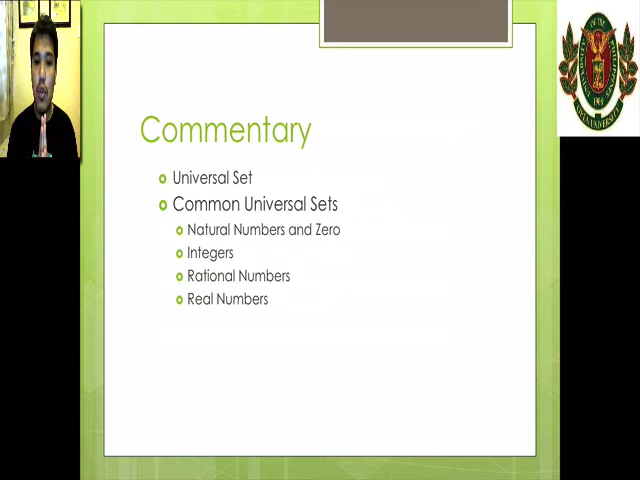 Commentary
Universal Set
Common Universal Sets
Natural Numbers and Zero
Integers
Rational Numbers
Real Numbers